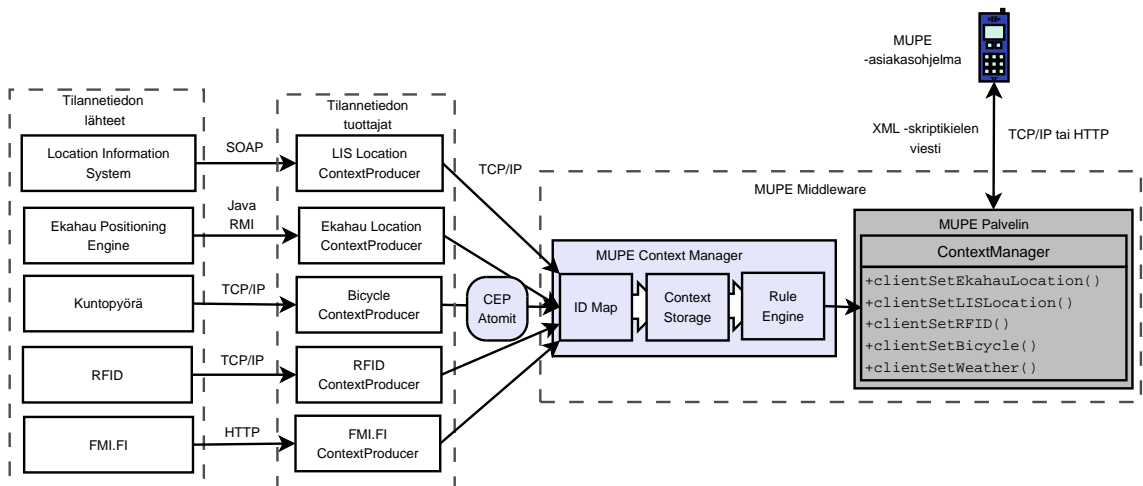 MUPE
-asiakasohjelma
XML -skriptikielen
viesti
TCP/IP tai HTTP
Tilannetiedon
lähteet
Tilannetiedon
tuottajat
Location Information
System
SOAP
LIS Location
ContextProducer
TCP/IP
Ekahau Positioning
Engine
Java
RMI
Ekahau Location
ContextProducer
Kuntopyörä
TCP/IP
Bicycle
ContextProducer
CEP
Atomit
RFID
TCP/IP
RFID
ContextProducer
FMI.FI
HTTP
FMI.FI
ContextProducer
MUPE Middleware
MUPE Context Manager
ID Map
Context
Storage
Rule
Engine
MUPE Palvelin
ContextManager
+clientSetEkahauLocation()
+clientSetLISLocation()
+clientSetRFID()
+clientSetBicycle()
+clientSetWeather()